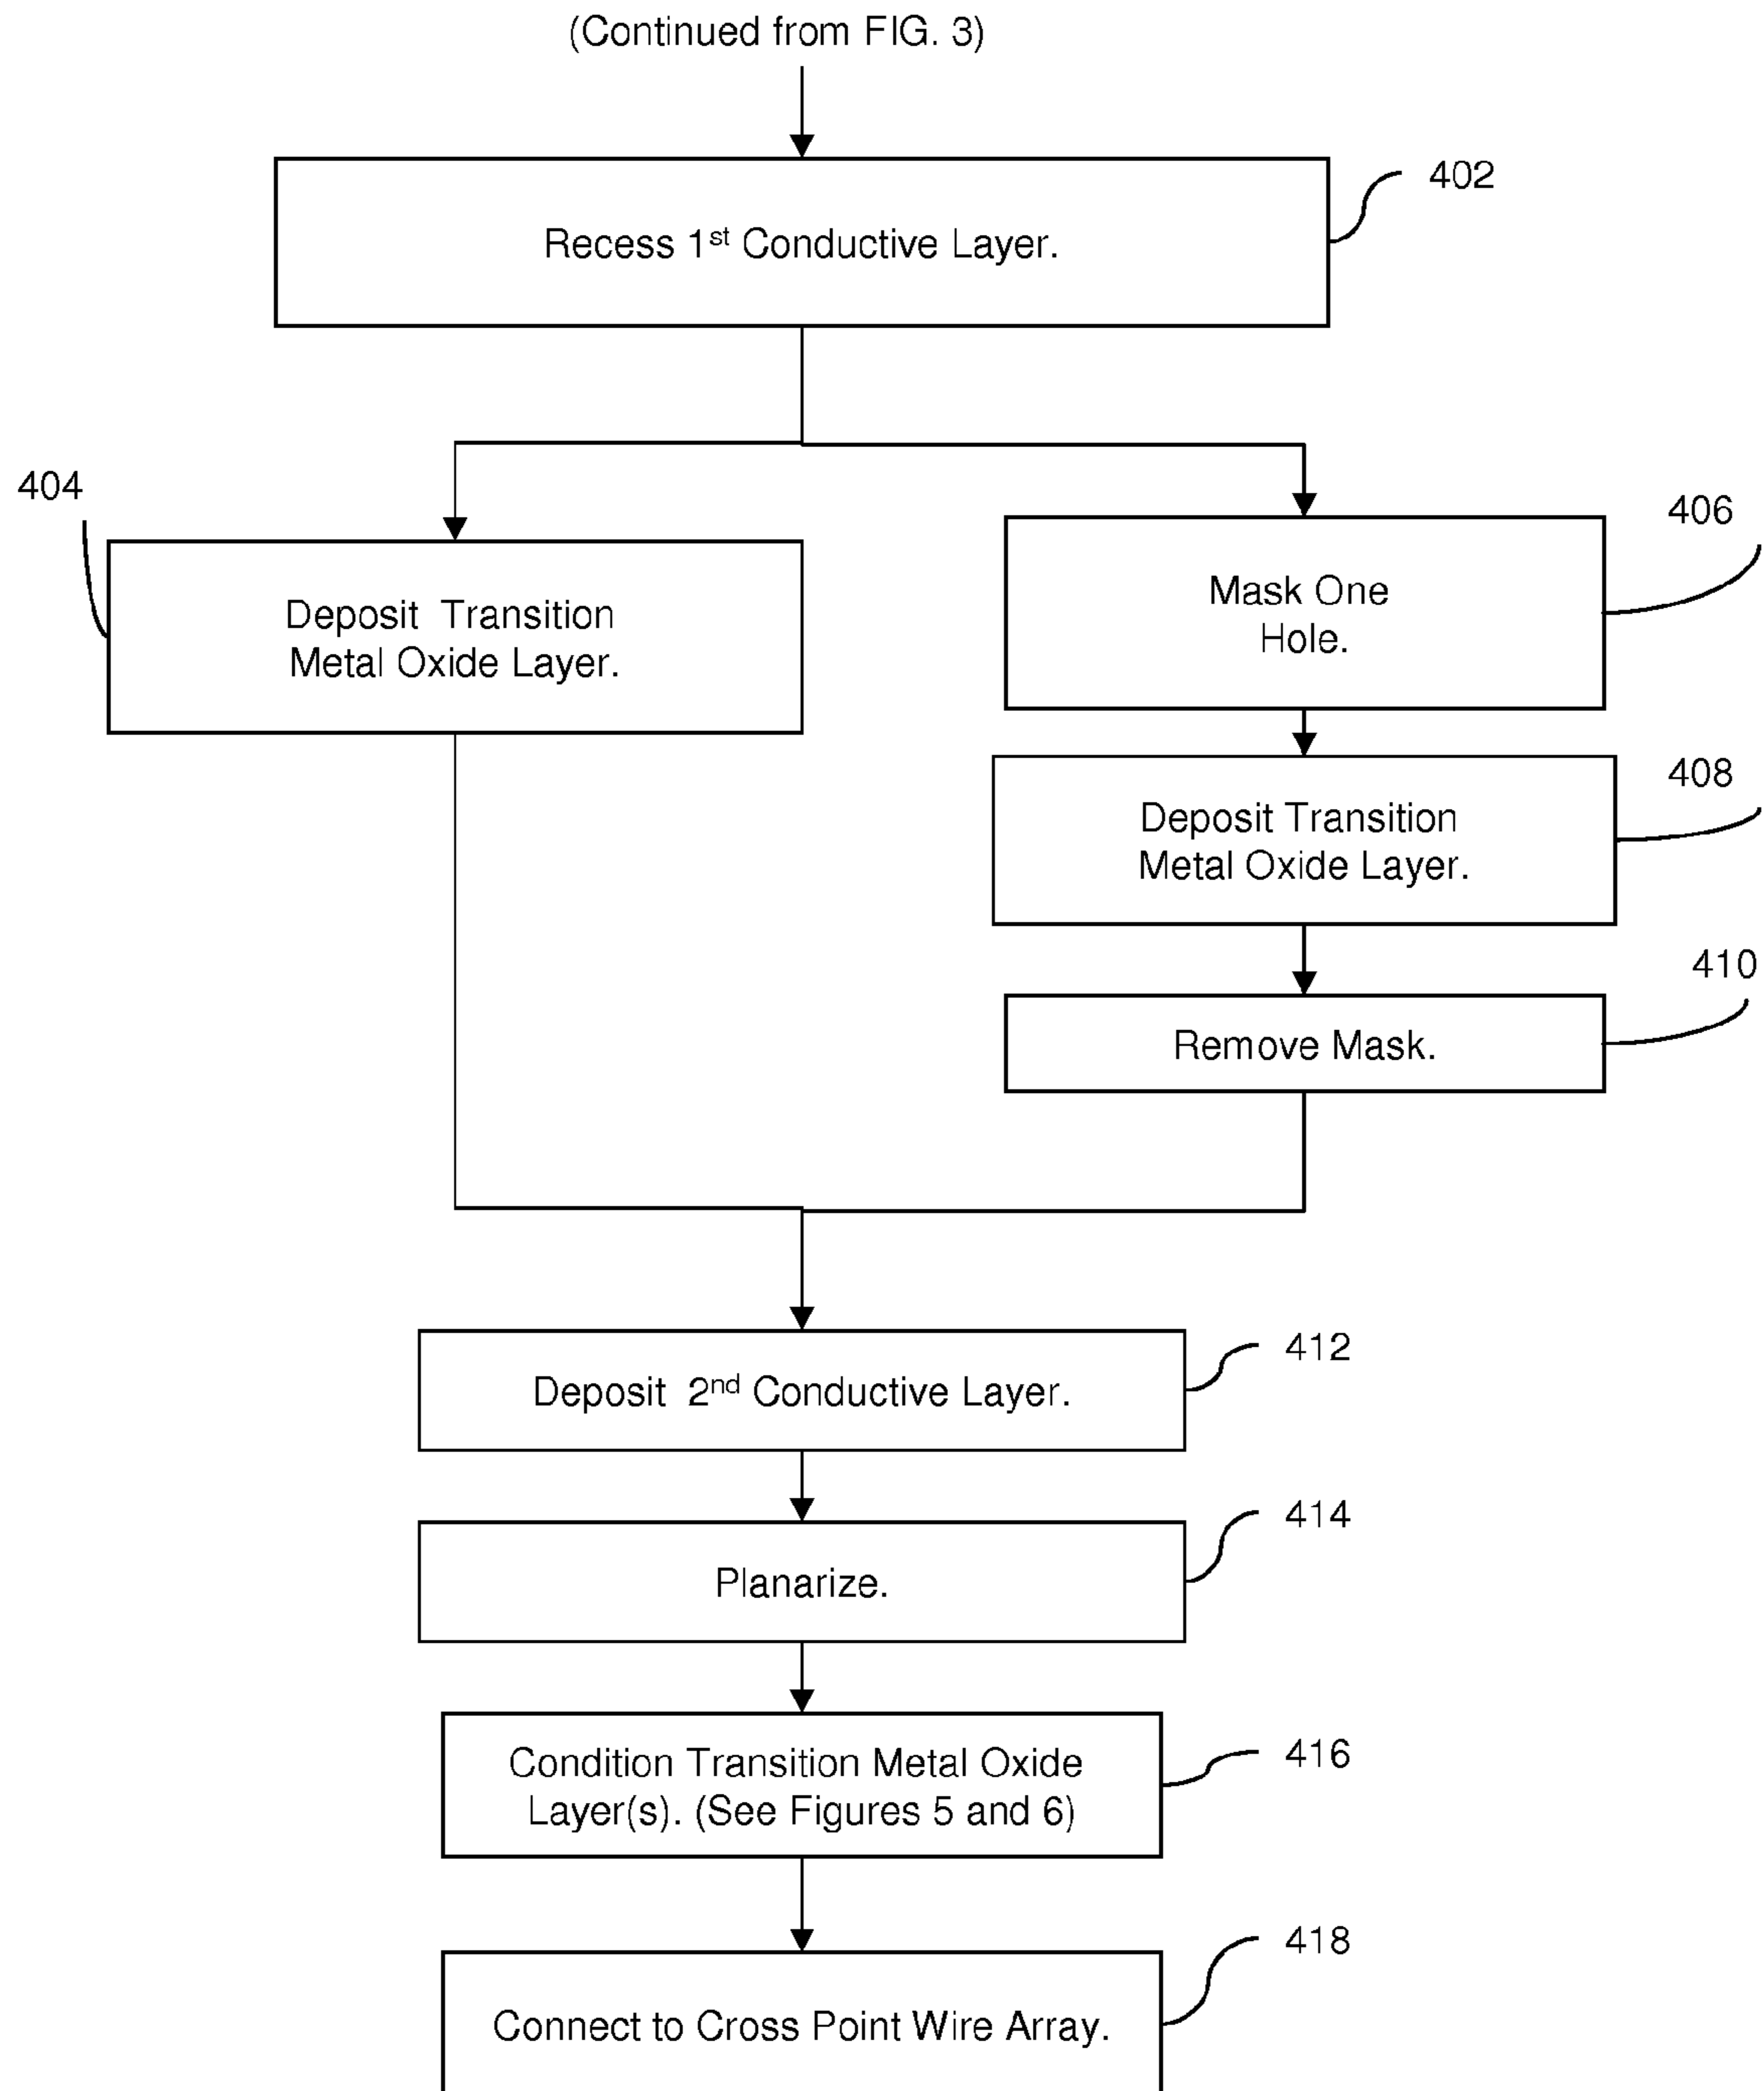 (Continued from FIG. 3)
402
Recess 1st Conductive Layer.
404
Deposit Transition
Metal Oxide Layer.
406
Mask One
Hole.
408
Deposit Transition
Metal Oxide Layer.
410
Remove Mask.
412
Deposit 2nd Conductive Layer.
414
Planarize.
416
Condition Transition Metal Oxide
Layer(s). (See Figures 5 and 6)
418
Connect to Cross Point Wire Array.